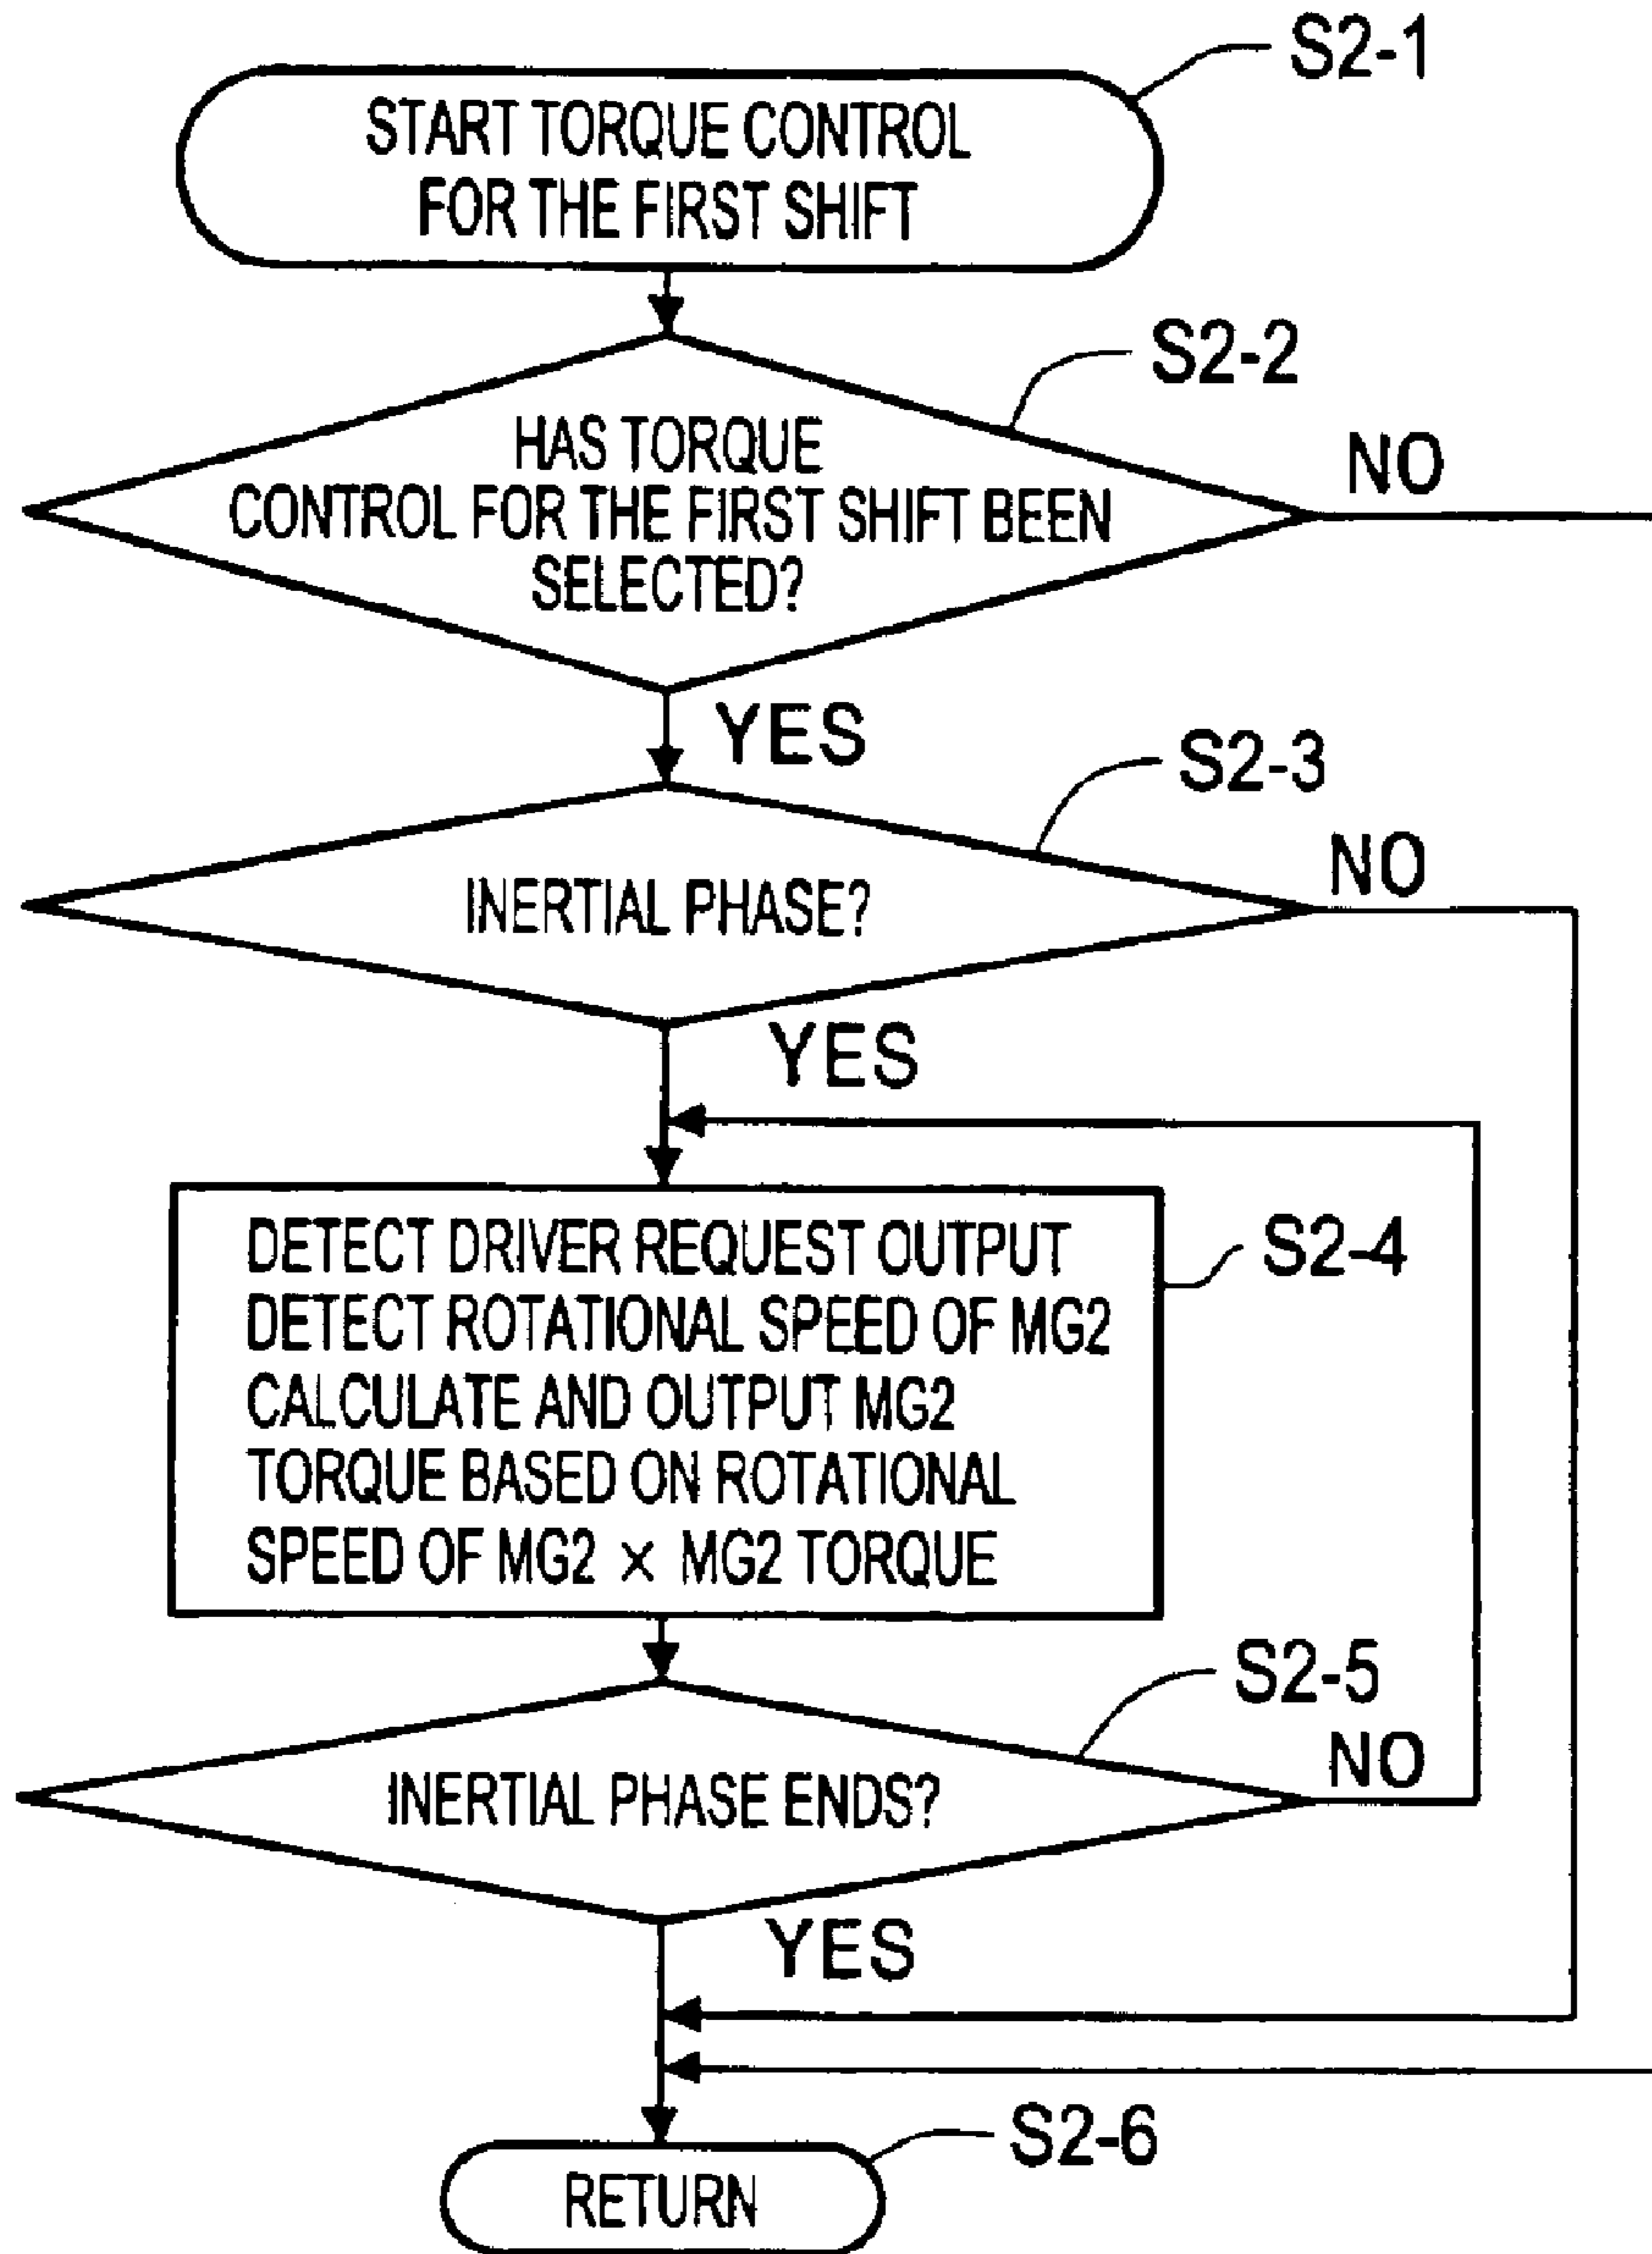 S2-1
START TORQUE CONTROL
FOR THE FIRST SHIFT
S2-2
HAS TORQUE
CONTROL FOR THE FIRST SHIFT BEEN
SELECTED?
NO
YES
S2-3
INERTIAL PHASE?
NO
YES
DETECT DRIVER REQUEST OUTPUT
DETECT ROTATIONAL SPEED OF MG2
CALCULATE AND OUTPUT MG2
TORQUE BASED ON ROTATIONAL
SPEED OF MG2 × MG2 TORQUE
S2-4
S2-5
INERTIAL PHASE ENDS?
NO
YES
S2-6
RETURN